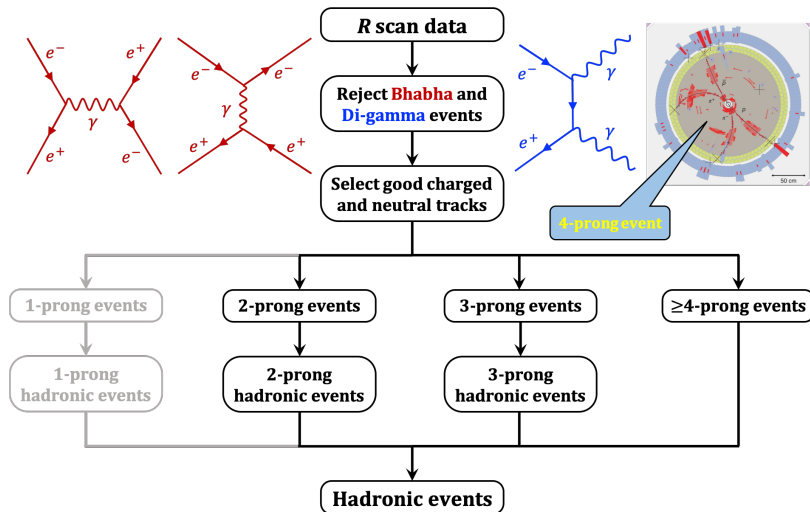 R scan data
e⁻
e⁺
γ
e⁺
e⁻
e⁻
e⁻
γ
e⁺
e⁺
Reject Bhabha and
Di-gamma events
e⁻
γ
e⁺
γ
50 cm
Select good charged
and neutral tracks
4-prong event
1-prong events
2-prong events
3-prong events
≥4-prong events
1-prong
hadronic events
2-prong
hadronic events
3-prong
hadronic events
Hadronic events